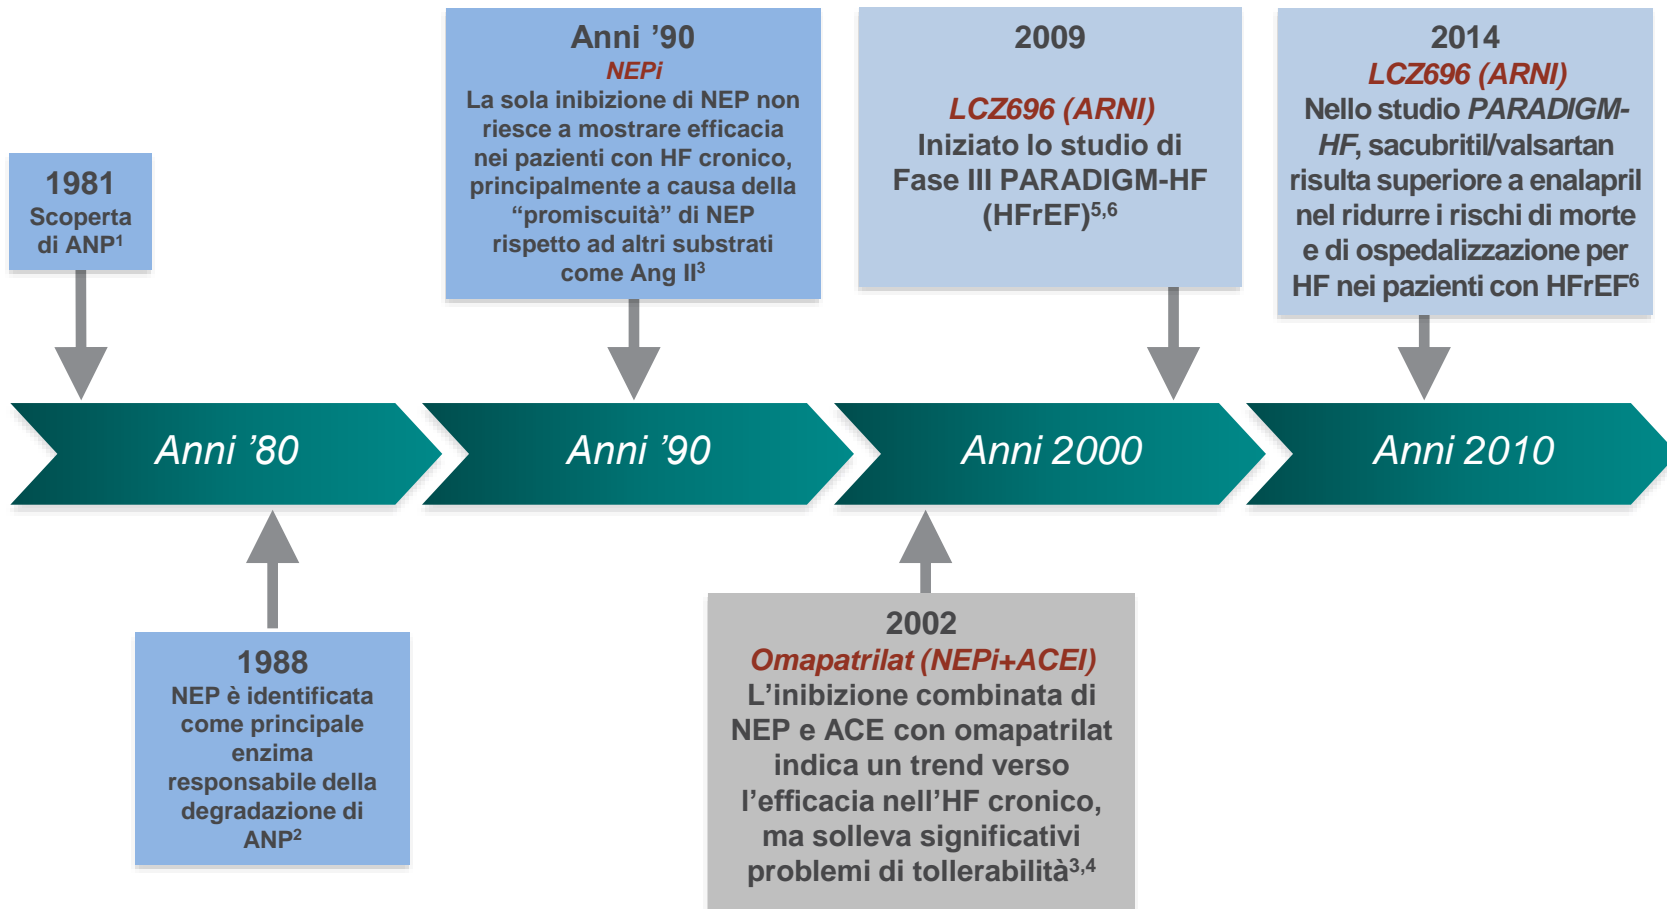 Anni ’90
NEPi
La sola inibizione di NEP non
riesce a mostrare efficacia
nei pazienti con HF cronico,
principalmente a causa della
“promiscuità” di NEP
rispetto ad altri substrati
come Ang II3
2009
LCZ696 (ARNI)
Iniziato lo studio di
Fase III PARADIGM-HF
(HFrEF)5,6
2014
LCZ696 (ARNI)
Nello studio PARADIGM-
HF, sacubritil/valsartan
risulta superiore a enalapril
nel ridurre i rischi di morte
e di ospedalizzazione per
HF nei pazienti con HFrEF6
1981
Scoperta
di ANP1
Anni ’80
Anni ’90
Anni 2000
Anni 2010
1988
NEP è identificata
come principale
enzima
responsabile della
degradazione di
ANP2
2002
Omapatrilat (NEPi+ACEI)
L’inibizione combinata di
NEP e ACE con omapatrilat
indica un trend verso
l’efficacia nell’HF cronico,
ma solleva significativi
problemi di tollerabilità3,4